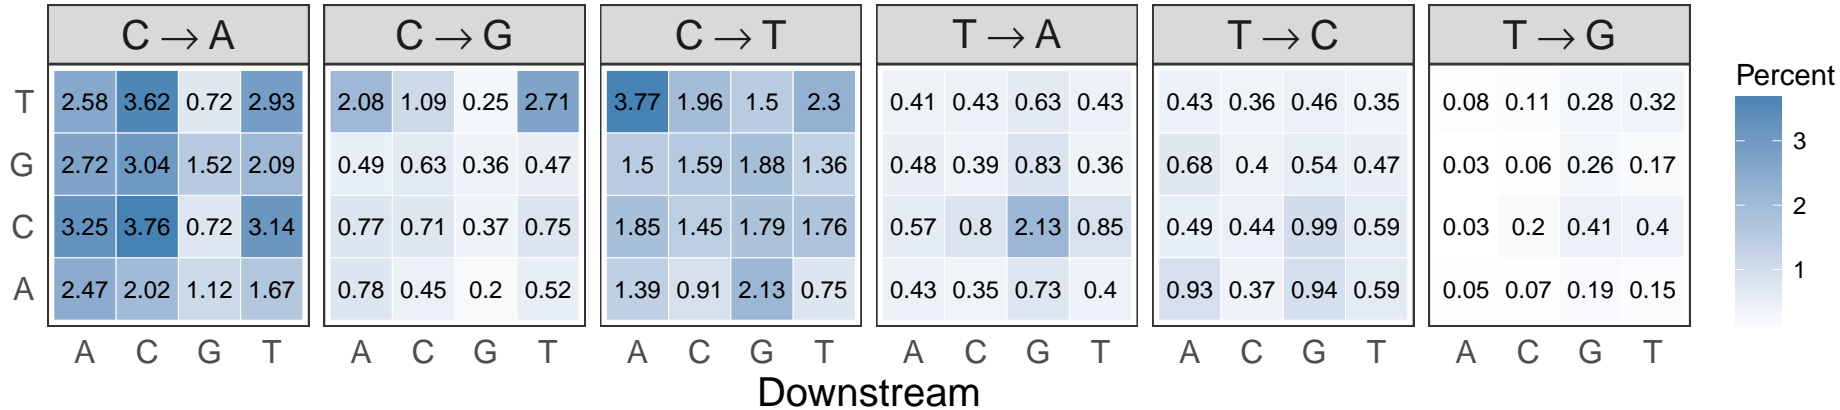 C → A C → G C → T T → A T → C T → G
Percent
T 2.58 3.62 0.72 2.93 2.08 1.09 0.25 2.71 3.77 1.96 1.5 2.3 0.41 0.43 0.63 0.43 0.43 0.36 0.46 0.35 0.08 0.11 0.28 0.32
3
G 2.72 3.04 1.52 2.09 0.49 0.63 0.36 0.47 1.5 1.59 1.88 1.36 0.48 0.39 0.83 0.36 0.68 0.4 0.54 0.47 0.03 0.06 0.26 0.17
2
C 3.25 3.76 0.72 3.14 0.77 0.71 0.37 0.75 1.85 1.45 1.79 1.76 0.57 0.8 2.13 0.85 0.49 0.44 0.99 0.59 0.03 0.2 0.41 0.4
1
A 2.47 2.02 1.12 1.67 0.78 0.45 0.2 0.52 1.39 0.91 2.13 0.75 0.43 0.35 0.73 0.4 0.93 0.37 0.94 0.59 0.05 0.07 0.19 0.15
A C G T A C G T A C G T A C G T A C G T A C G T
Downstream